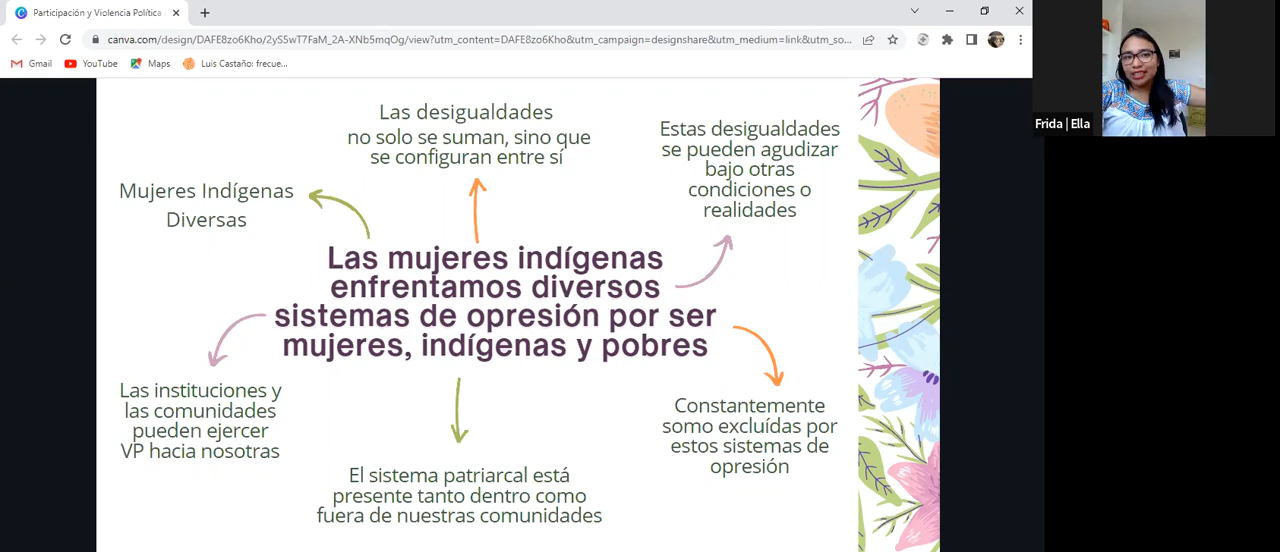 Participación y Violencia Política
canva.com/design/DAFE8zo6Kho/2yS5wT7FaM_2A-XNb5mqOg/view?utm_content=DAFE8zo6Kho&utm_campaign=designshare&utm_medium=link&utm_so...
Gmail
YouTube
Maps
Luis Castaño: frecue...
Frida | Ella
Las desigualdades
no solo se suman, sino que
se configuran entre sí
Estas desigualdades
se pueden agudizar
bajo otras
condiciones o
realidades
Mujeres Indígenas
Diversas
Las mujeres indígenas
enfrentamos diversos
sistemas de opresión por ser
mujeres, indígenas y pobres
Las instituciones y
las comunidades
pueden ejercer
VP hacia nosotras
Constantemente
somo excluídas por
estos sistemas de
opresión
El sistema patriarcal está
presente tanto dentro como
fuera de nuestras comunidades